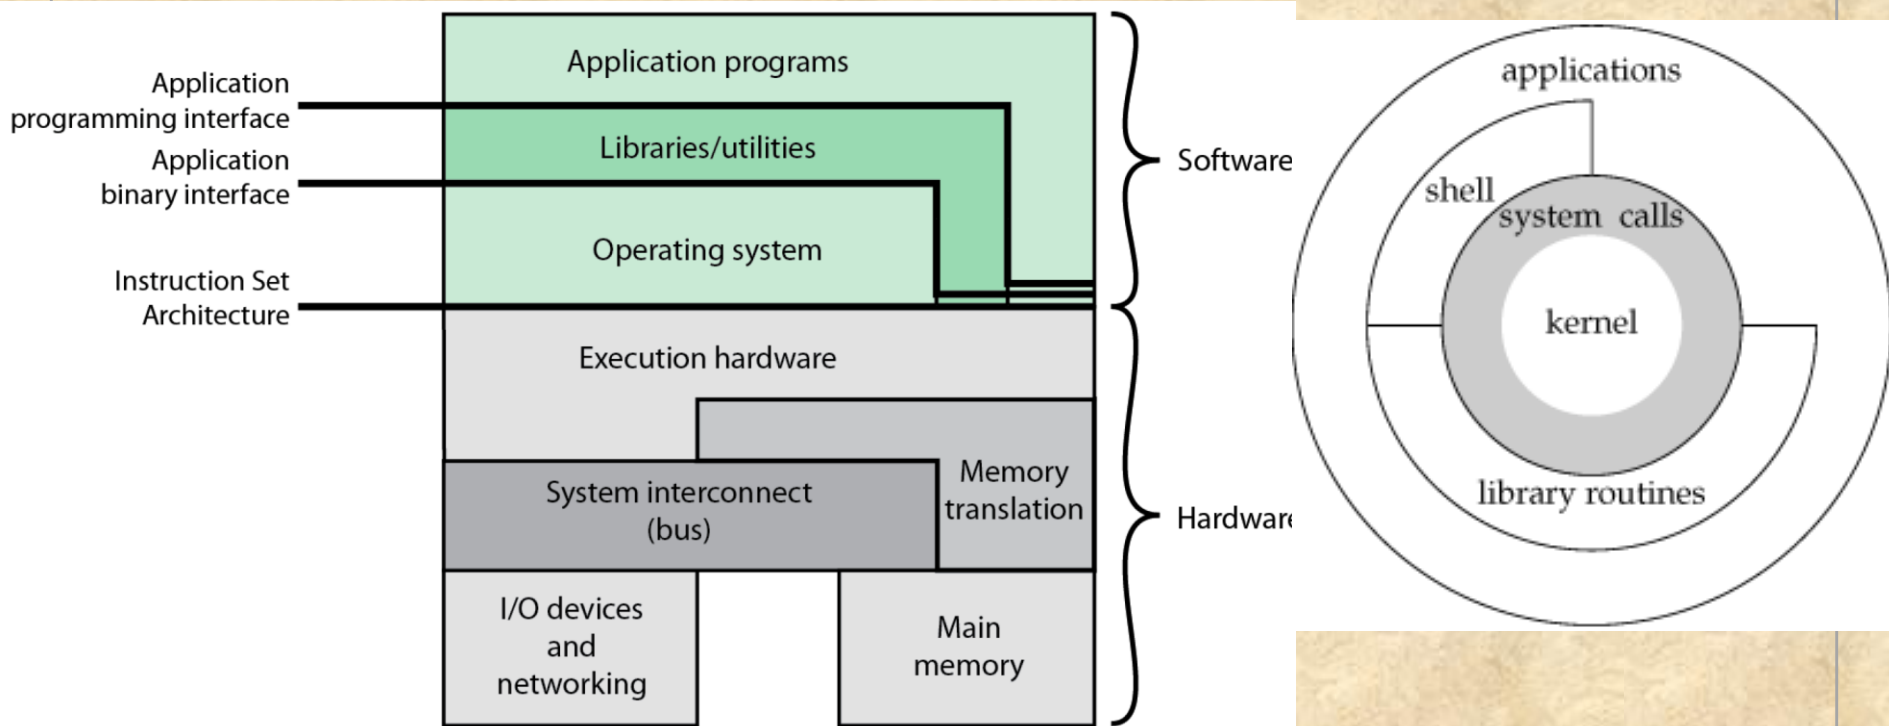 Application programs
Application
programming interface
Libraries/utilities
Application
binary interface
Operating system
Instruction Set
Architecture
Software
Execution hardware
Memory
translation
System interconnect
(bus)
Hardware
I/O devices
and
networking
Main
memory
applications
shell
system calls
kernel
library routines